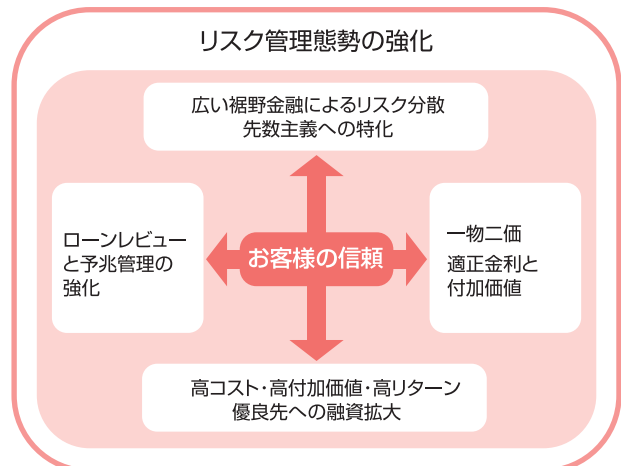 リスク管理態勢の強化
広い裾野金融によるリスク分散
先数主義への特化
ローンレビュー
と予兆管理の
強化
お客様の信頼
一物二価
適正金利と
付加価値
高コスト・高付加価値・高リターン
優良先への融資拡大